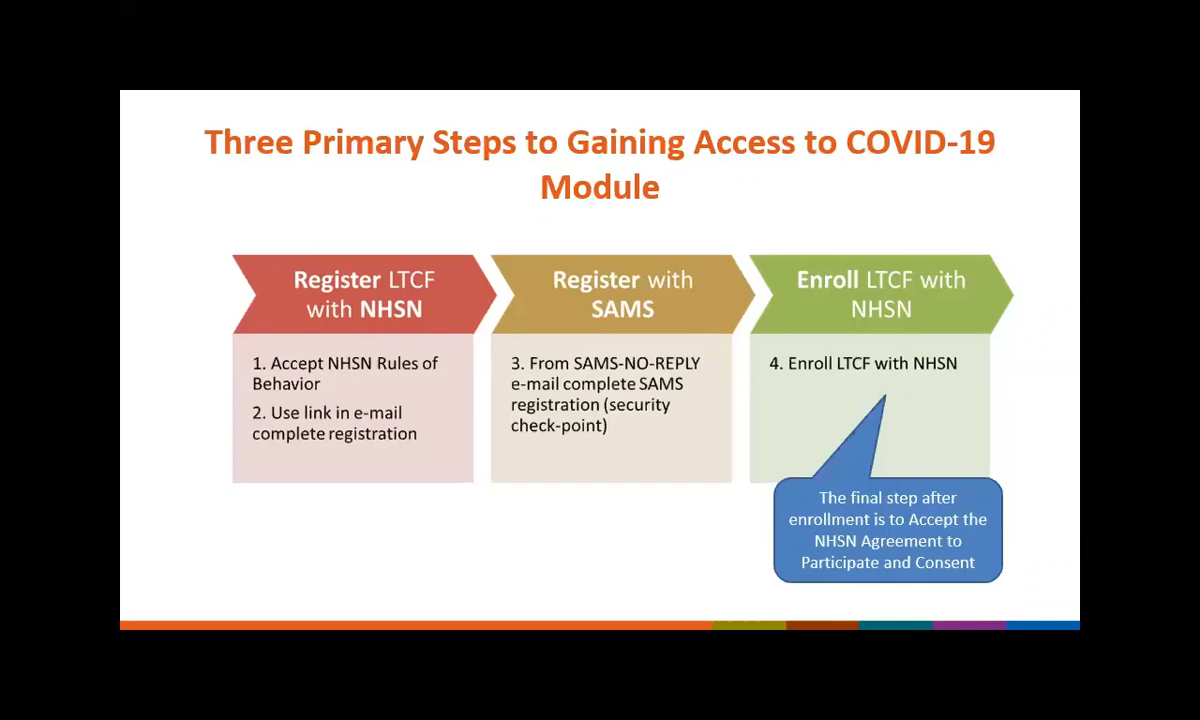 Three Primary Steps to Gaining Access to COVID-19
Module
Register LTCF
with NHSN
1. Accept NHSN Rules of
Behavior
2. Use link in e-mail
complete registration
Register with
SAMS
3. From SAMS-NO-REPLY
e-mail complete SAMS
registration (security
check-point)
Enroll LTCF with
NHSN
4. Enroll LTCF with NHSN
The final step after
enrollment is to Accept the
NHSN Agreement to
Participate and Consent